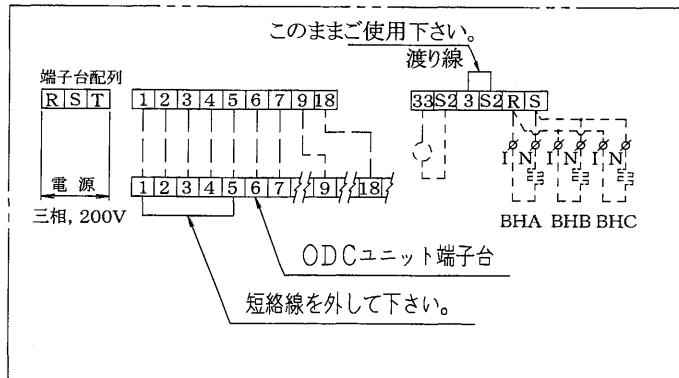 このままご使用下さい。
渡り線
端子台配列
R S T
1 2 3 4 5 6 7 9 18
33 S2 3 S2 R S
I N I N I N
電源
1 2 3 4 5 6 7 9 18
三相, 200V
BHA BHB BHC
ODCユニット端子台
短絡線を外して下さい。